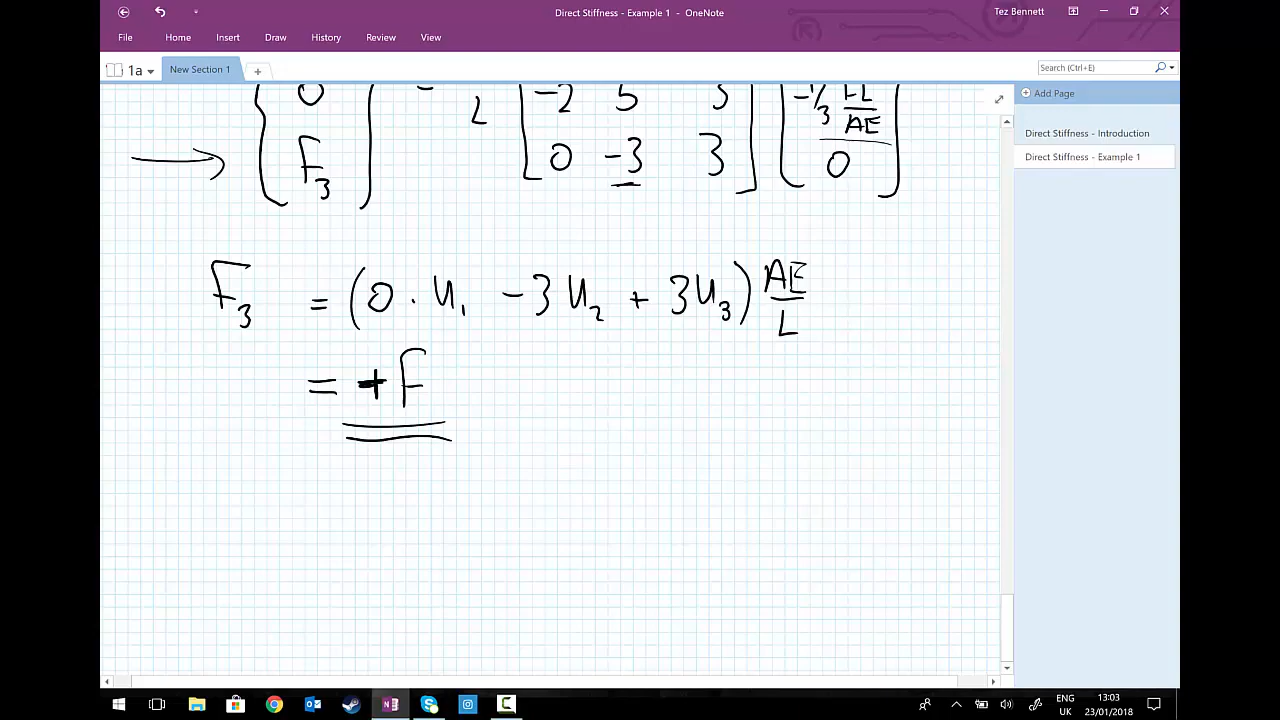 Direct Stiffness - Example 1 - OneNote
Tez Bennett
File Home Insert Draw History Review View
1a New Section 1
Search (Ctrl+E)
Add Page
Direct Stiffness - Introduction
Direct Stiffness - Example 1
0 L -2 5 -1/3 FL/AE
→ F₃ 0 -3 3 0
F₃ = (0 · U₁ - 3U₂ + 3U₃) AE/L
= +F
ENG 13:03
UK 23/01/2018